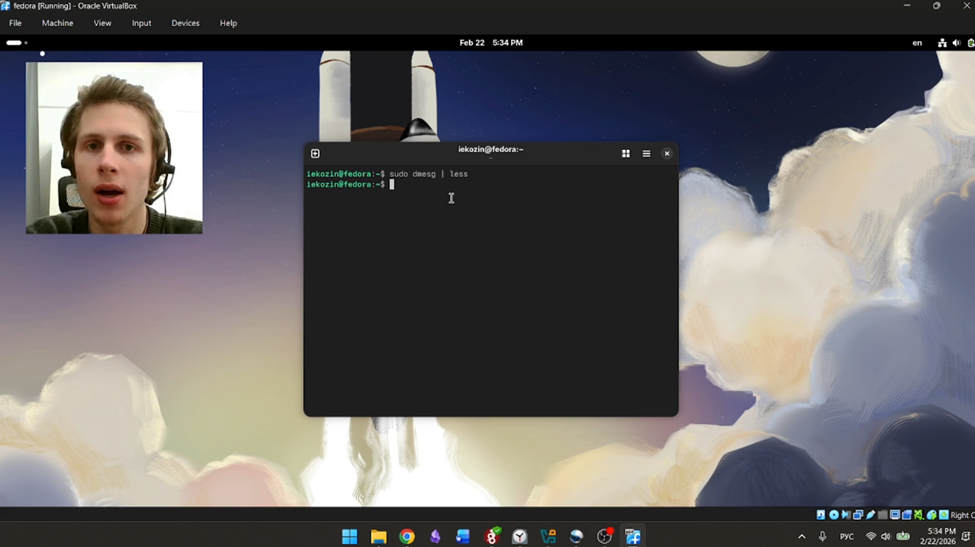 fedora [Running] - Oracle VirtualBox
File Machine View Input Devices Help
Feb 22 5:34 PM
en
iekozin@fedora:~
iekozin@fedora:~$ sudo dmesg | less
iekozin@fedora:~$
Right C
РУС
5:34 PM
2/22/2026